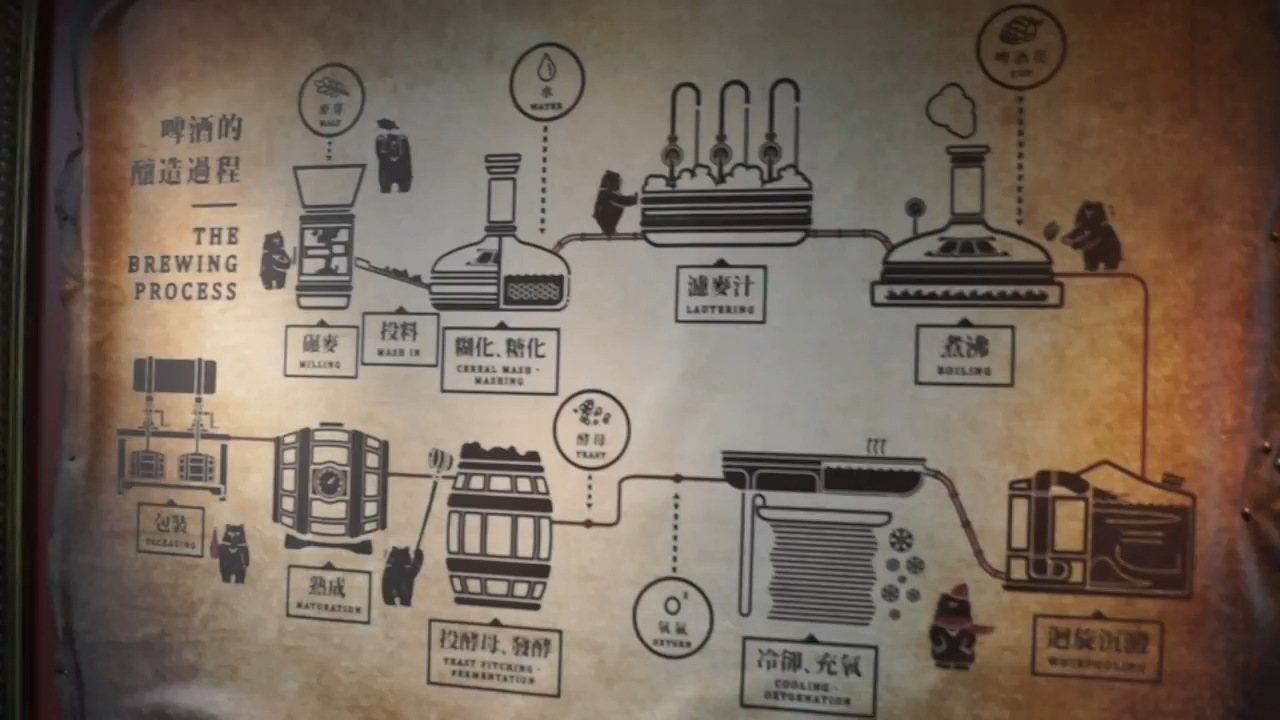 啤酒的
釀造過程
THE
BREWING
PROCESS
麥芽
MALT
水
WATER
啤酒花
HOP
碾麥
MILLING
投料
MASH IN
糊化、糖化
CEREAL MASH ·
MASHING
濾麥汁
LAUTERING
煮沸
BOILING
包裝
PACKAGING
熟成
MATURATION
酵母
YEAST
投酵母、發酵
YEAST PITCHING ·
FERMENTATION
O²
氧氣
OXYGEN
冷卻、充氧
COOLING ·
OXYGENATION
迴旋沉澱
WHIRPOOLING